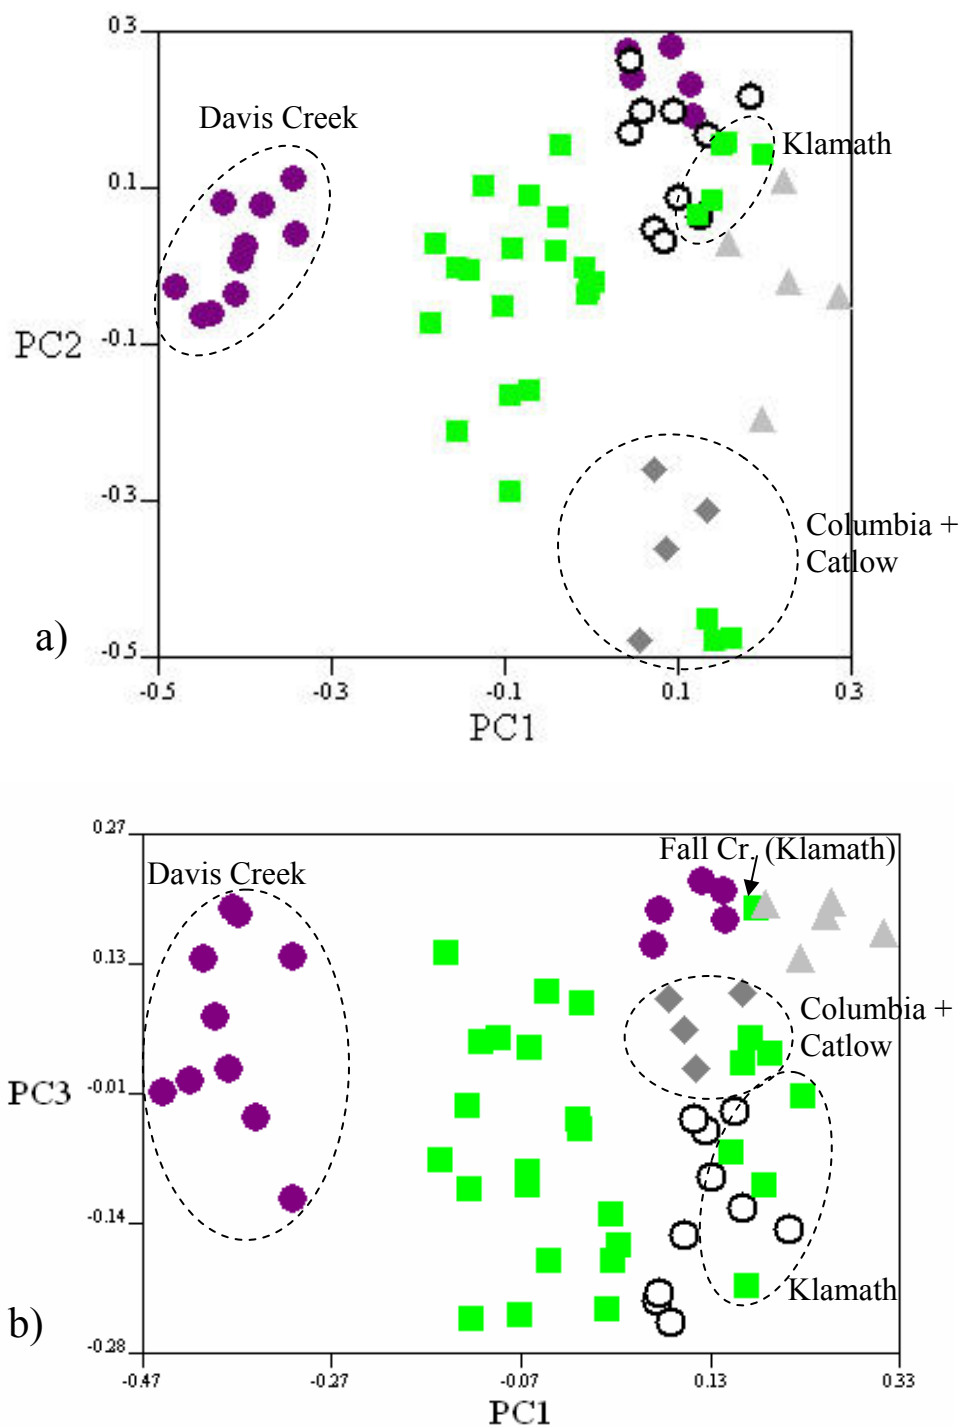 0.3
Davis Creek
Klamath
0.1
PC2
-0.1
-0.3
Columbia +
Catlow
a)
-0.5
-0.5 -0.3 -0.1 0.1 0.3
PC1
0.27
Fall Cr. (Klamath)
Davis Creek
0.13
Columbia +
Catlow
PC3
-0.01
-0.14
Klamath
b)
-0.28
-0.47 -0.27 -0.07 0.13 0.33
PC1